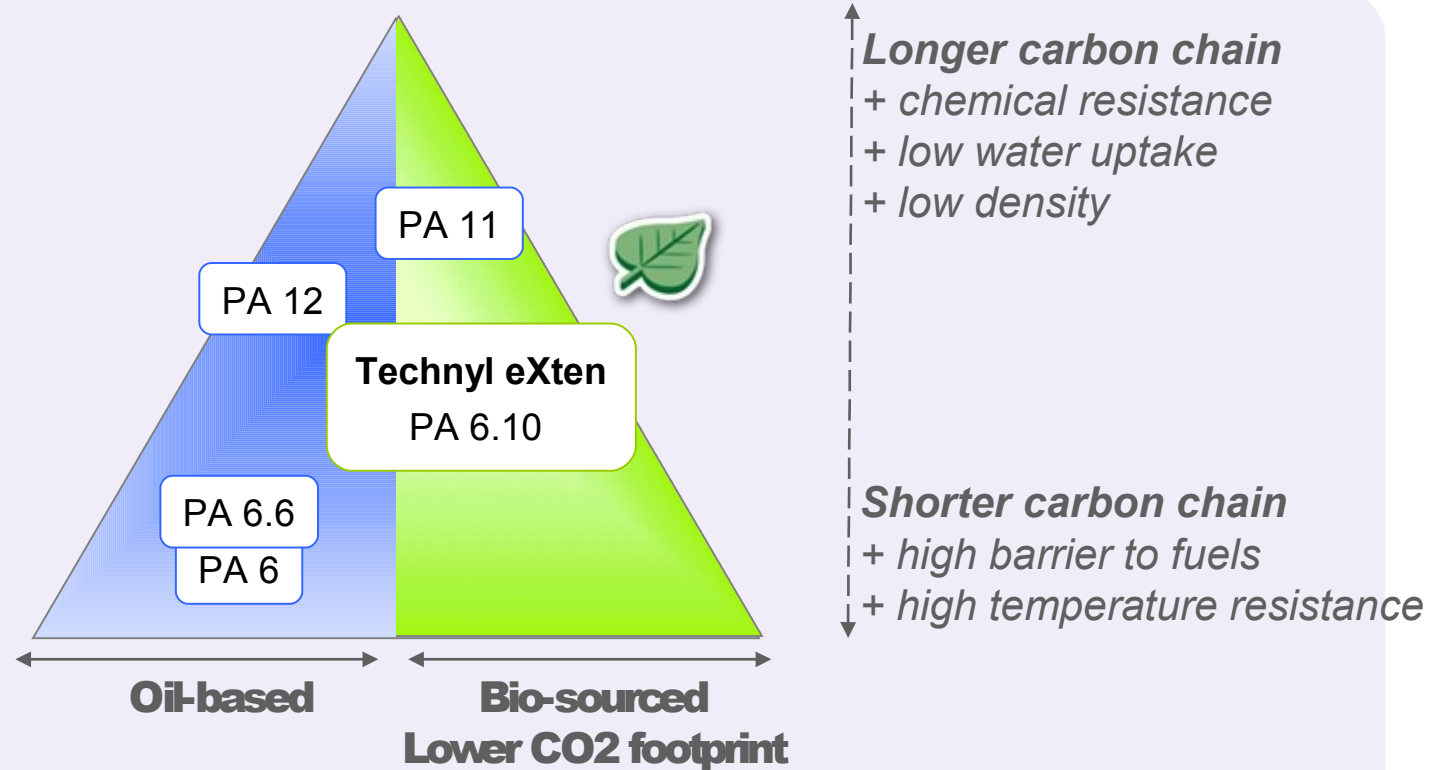 PA 11
PA 12
Technyl eXten
PA 6.10
PA 6.6
PA 6
Oil-based
Bio-sourced
Lower CO2 footprint
Longer carbon chain
+ chemical resistance
+ low water uptake
+ low density
Shorter carbon chain
+ high barrier to fuels
+ high temperature resistance